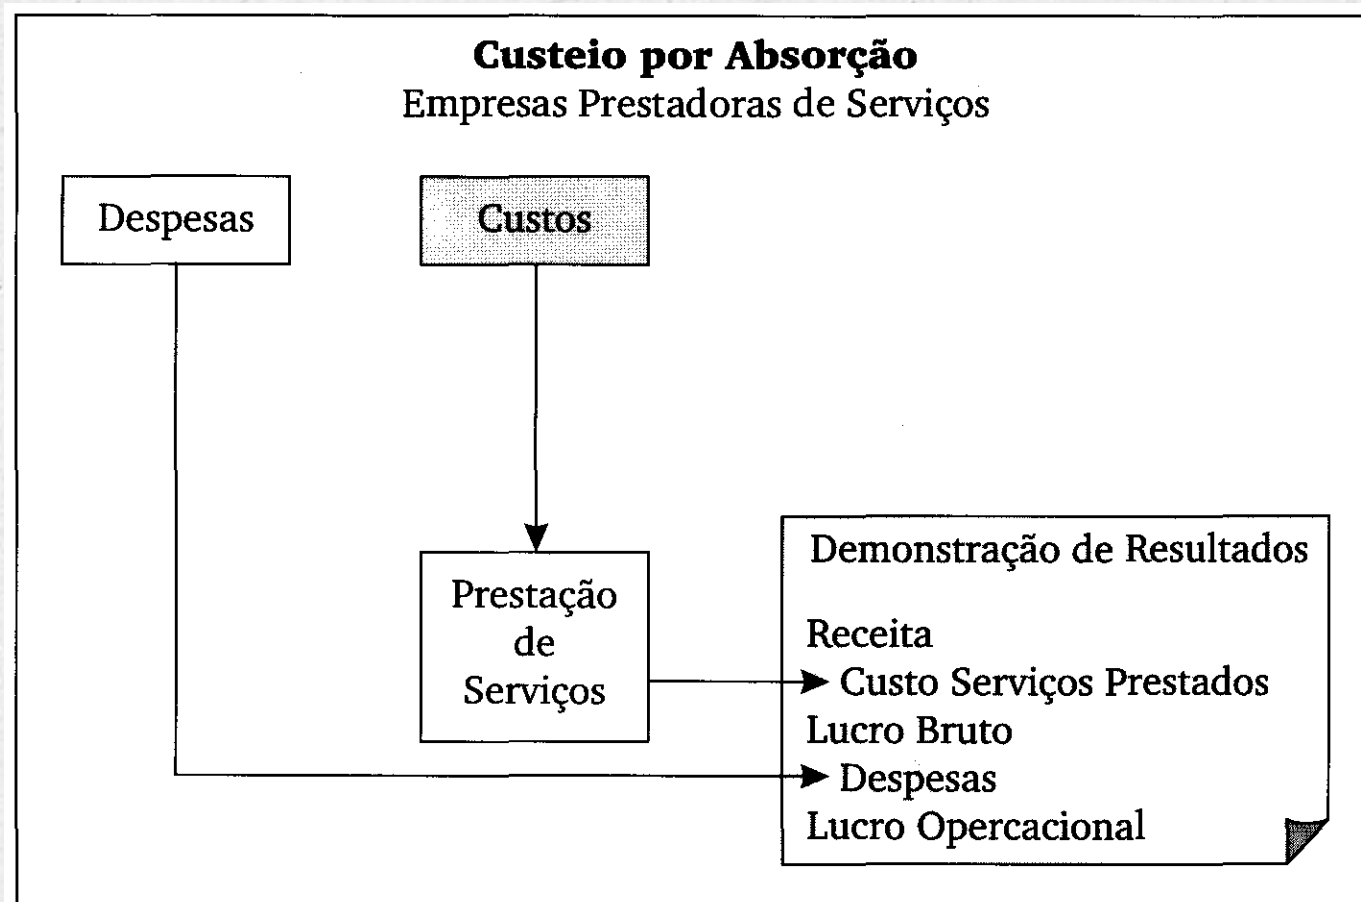 Custeio por Absorção
Empresas Prestadoras de Serviços
Despesas
Custos
Prestação
de
Serviços
Demonstração de Resultados
Receita
Custo Serviços Prestados
Lucro Bruto
Despesas
Lucro Opercacional